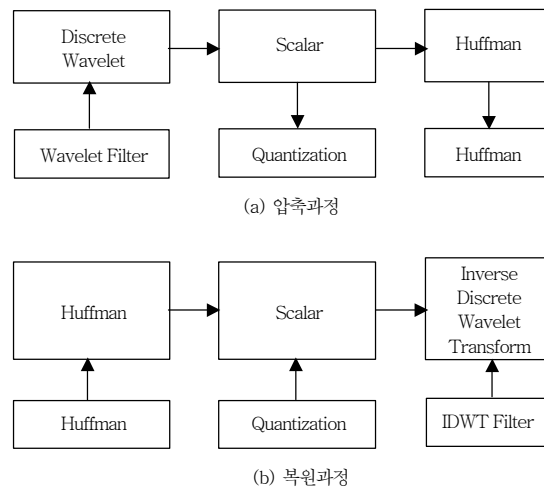 Discrete
Wavelet
Scalar
Huffman
Wavelet Filter
Quantization
Huffman
(a) 압축과정
Huffman
Scalar
Inverse
Discrete
Wavelet
Transform
Huffman
Quantization
IDWT Filter
(b) 복원과정